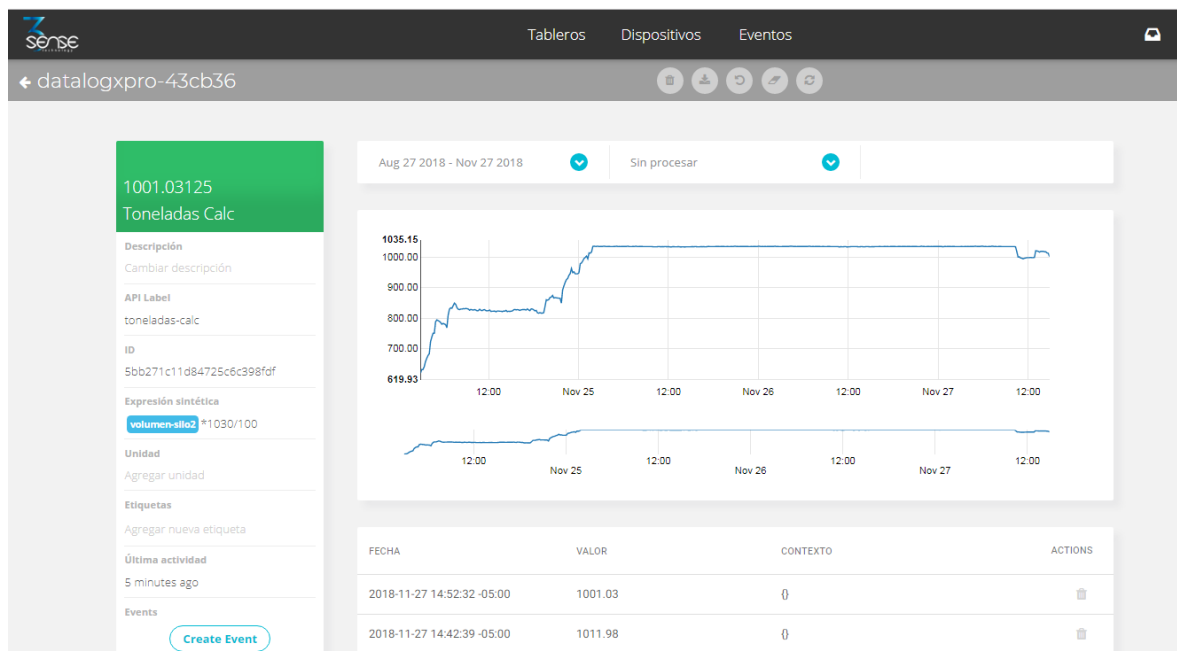 3
sense
Tableros Dispositivos Eventos
datalogxpro-43cb36
1001.03125
Toneladas Calc
Descripción
Cambiar descripción
API Label
toneladas-calc
ID
5bb271c11d84725c6c398fdf
Expresión sintética
volumen-silo2 *1030/100
Unidad
Agregar unidad
Etiquetas
Agregar nueva etiqueta
Última actividad
5 minutes ago
Events
Create Event
Aug 27 2018 - Nov 27 2018 Sin procesar
1035.15
1000.00
900.00
800.00
700.00
619.93
12:00 Nov 25 12:00 Nov 26 12:00 Nov 27 12:00
12:00 Nov 25 12:00 Nov 26 12:00 Nov 27 12:00
FECHA VALOR CONTEXTO ACTIONS
2018-11-27 14:52:32 -05:00 1001.03 {}
2018-11-27 14:42:39 -05:00 1011.98 {}